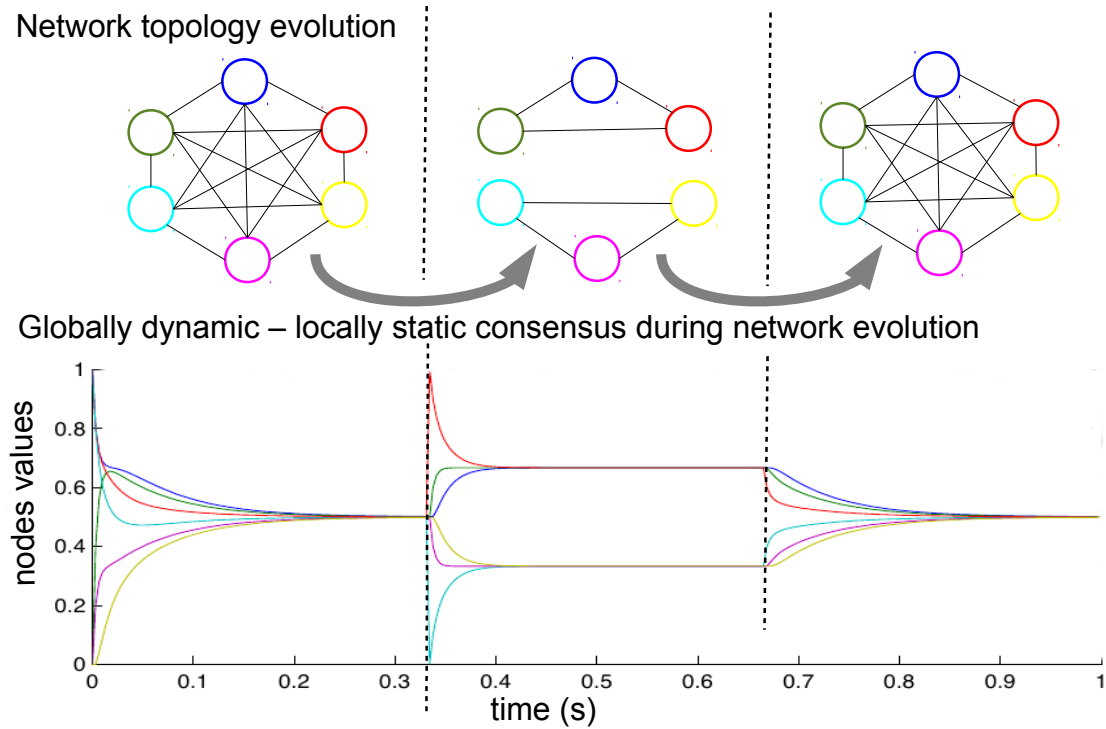 Network topology evolution
Globally dynamic – locally static consensus during network evolution
1
0.8
0.6
0.4
0.2
0
nodes values
0 0.1 0.2 0.3 0.4 0.5 0.6 0.7 0.8 0.9 1
time (s)